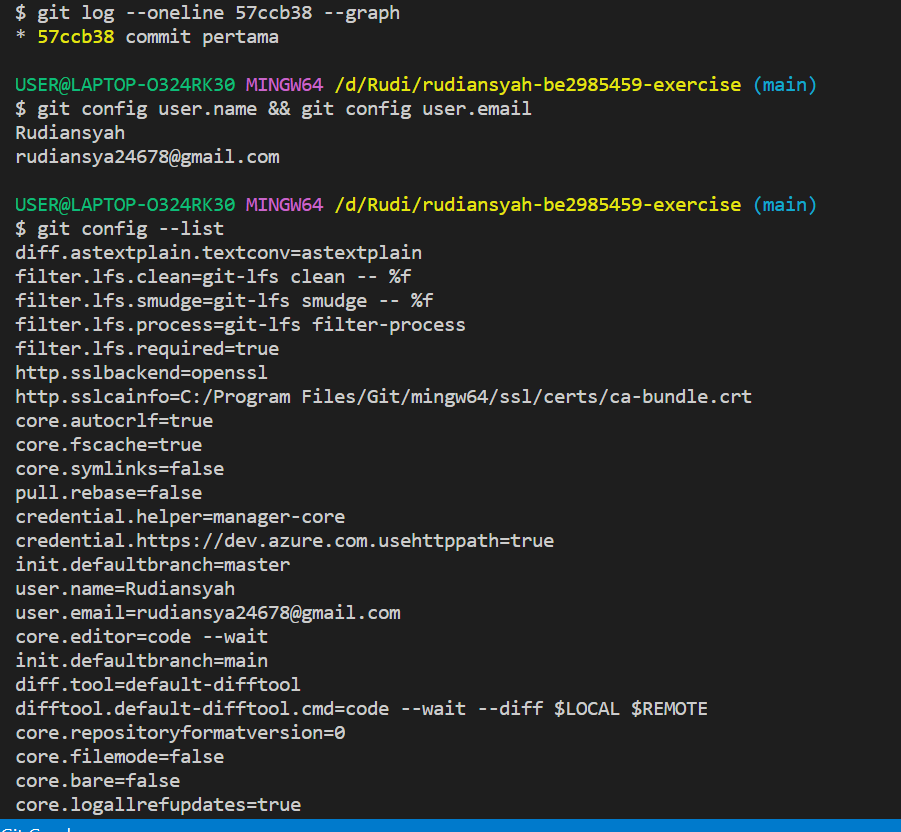 $ git log --oneline 57ccb38 --graph
* 57ccb38 commit pertama
USER@LAPTOP-O324RK30 MINGW64 /d/Rudi/rudiansyah-be2985459-exercise (main)
$ git config user.name && git config user.email
Rudiansyah
rudiansya24678@gmail.com
USER@LAPTOP-O324RK30 MINGW64 /d/Rudi/rudiansyah-be2985459-exercise (main)
$ git config --list
diff.astextplain.textconv=astextplain
filter.lfs.clean=git-lfs clean -- %f
filter.lfs.smudge=git-lfs smudge -- %f
filter.lfs.process=git-lfs filter-process
filter.lfs.required=true
http.sslbackend=openssl
http.sslcainfo=C:/Program Files/Git/mingw64/ssl/certs/ca-bundle.crt
core.autocrlf=true
core.fscache=true
core.symlinks=false
pull.rebase=false
credential.helper=manager-core
credential.https://dev.azure.com.usehttppath=true
init.defaultbranch=master
user.name=Rudiansyah
user.email=rudiansya24678@gmail.com
core.editor=code --wait
init.defaultbranch=main
diff.tool=default-difftool
difftool.default-difftool.cmd=code --wait --diff $LOCAL $REMOTE
core.repositoryformatversion=0
core.filemode=false
core.bare=false
core.logallrefupdates=true